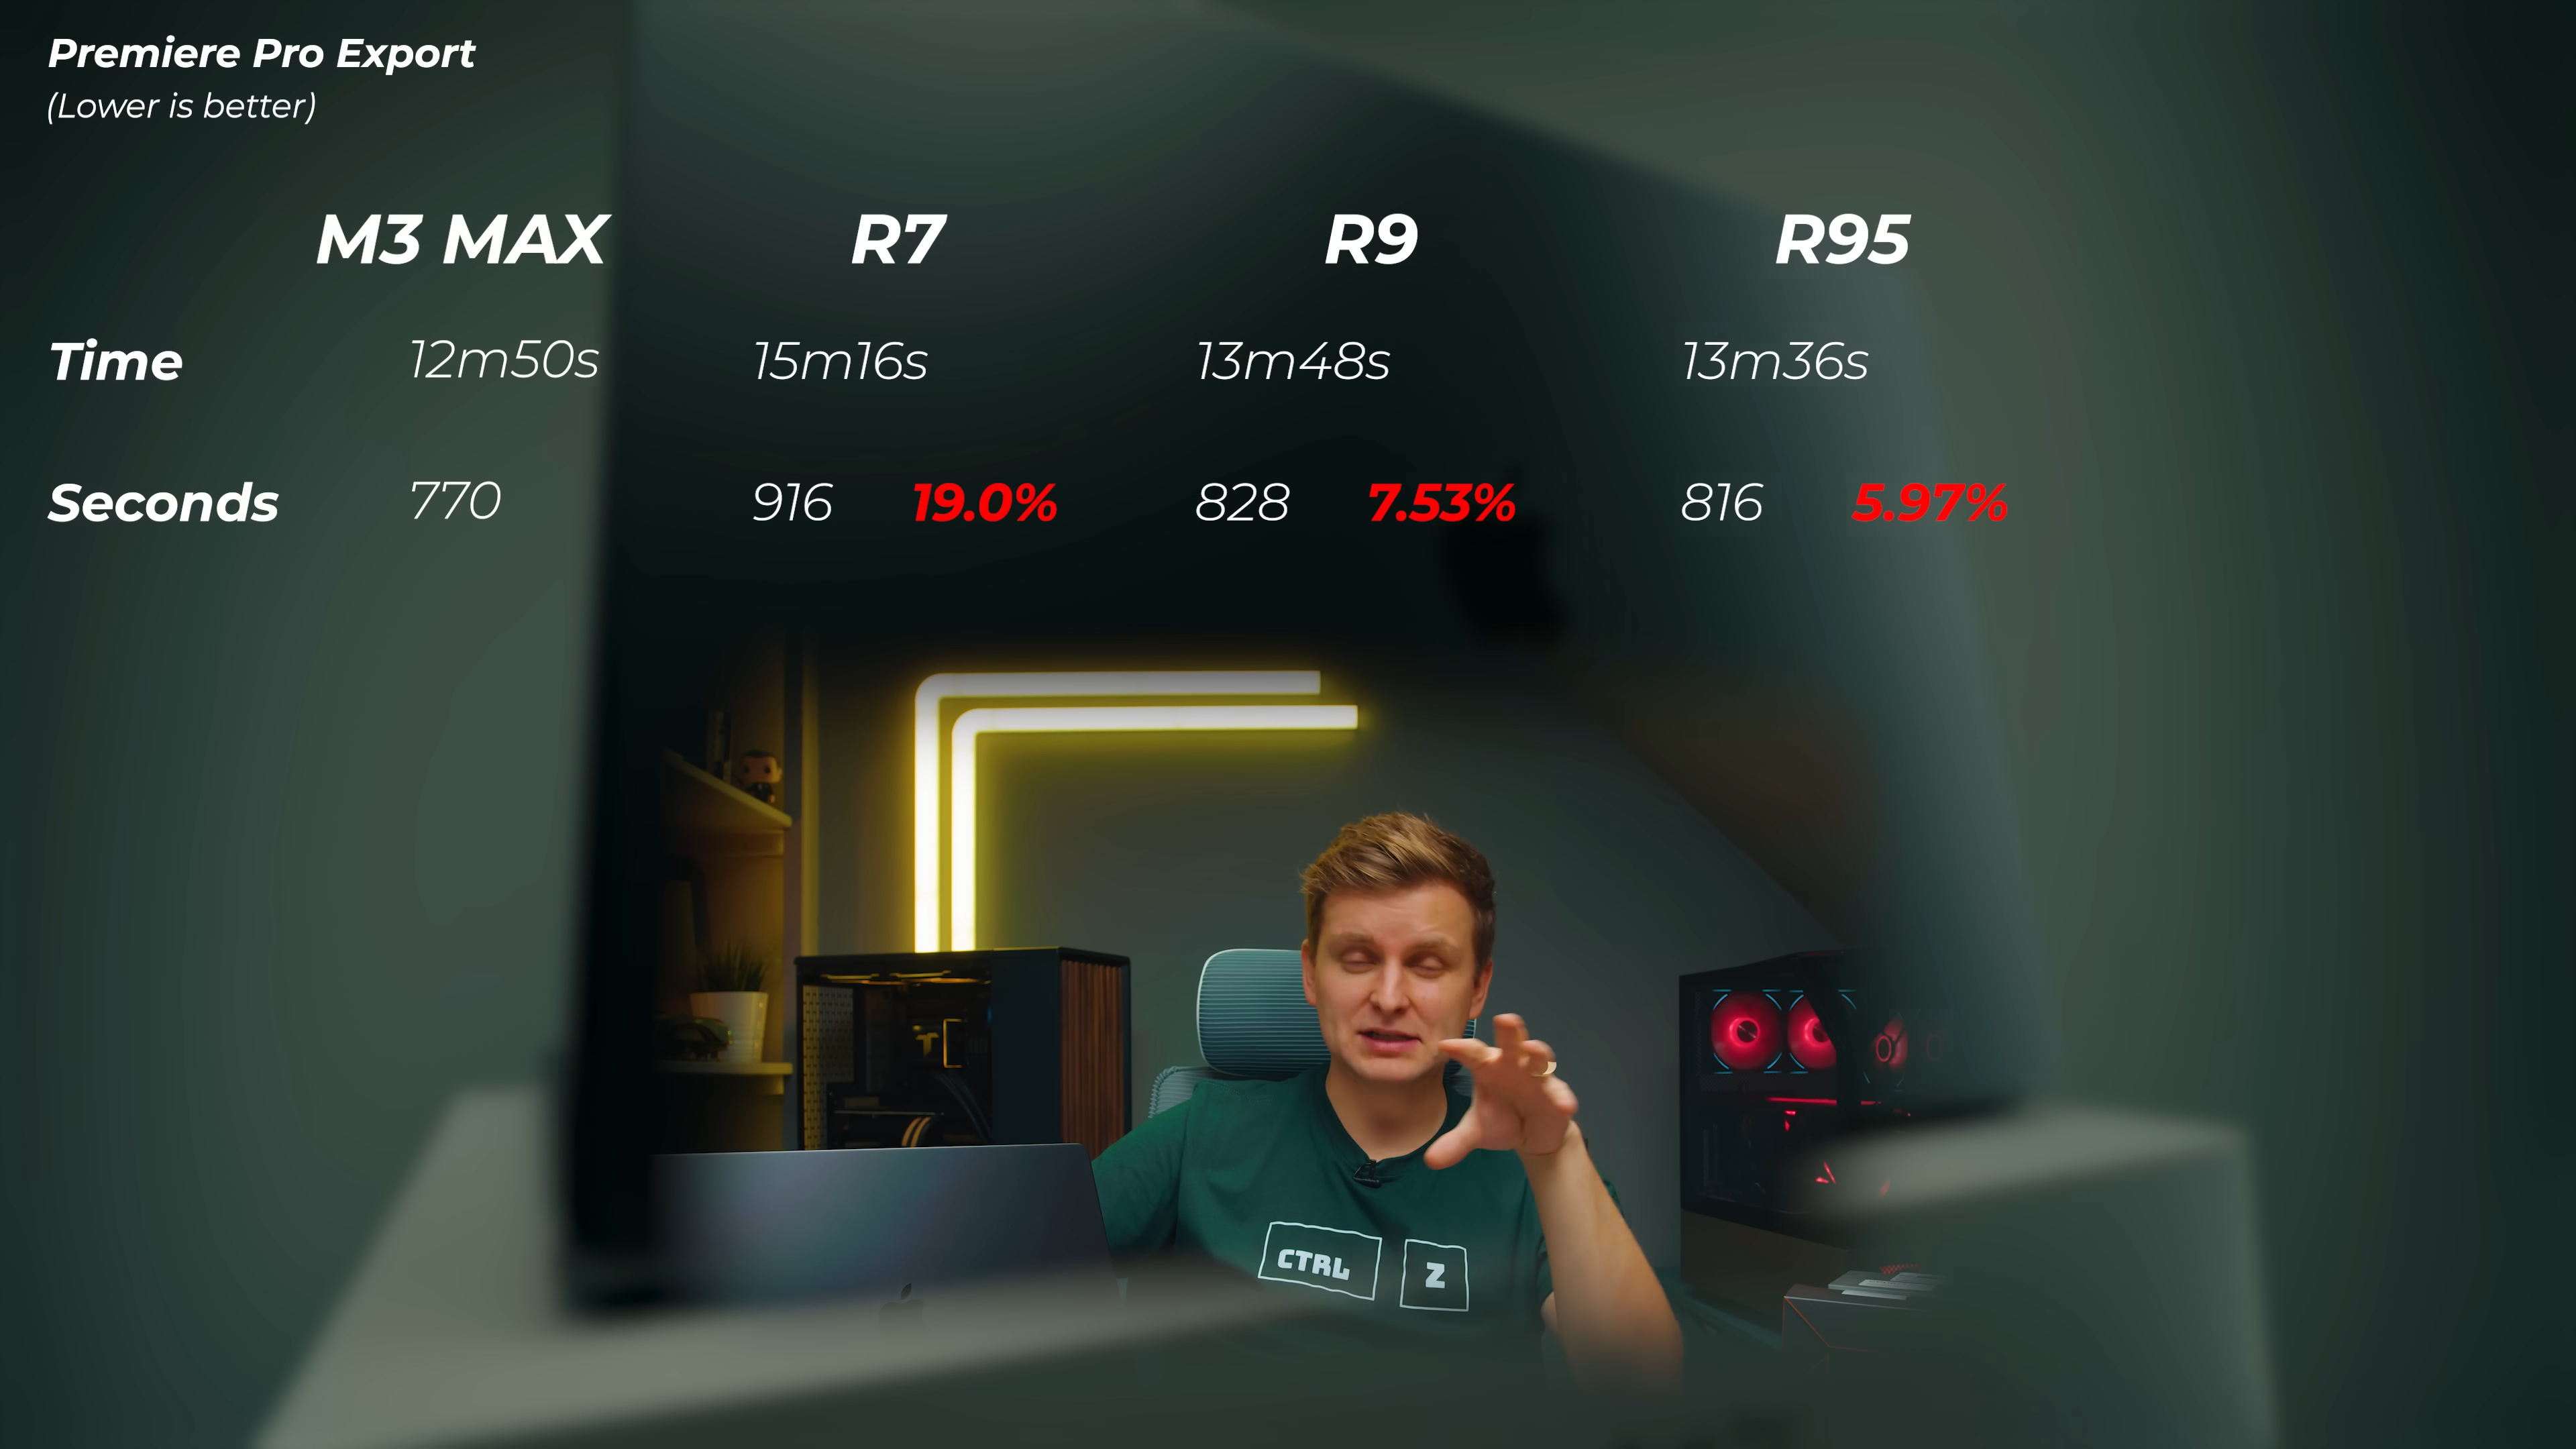 Premiere Pro Export
(Lower is better)
M3 MAX R7 R9 R95
Time 12m50s 15m16s 13m48s 13m36s
Seconds 770 916 19.0% 828 7.53% 816 5.97%
CTRL Z